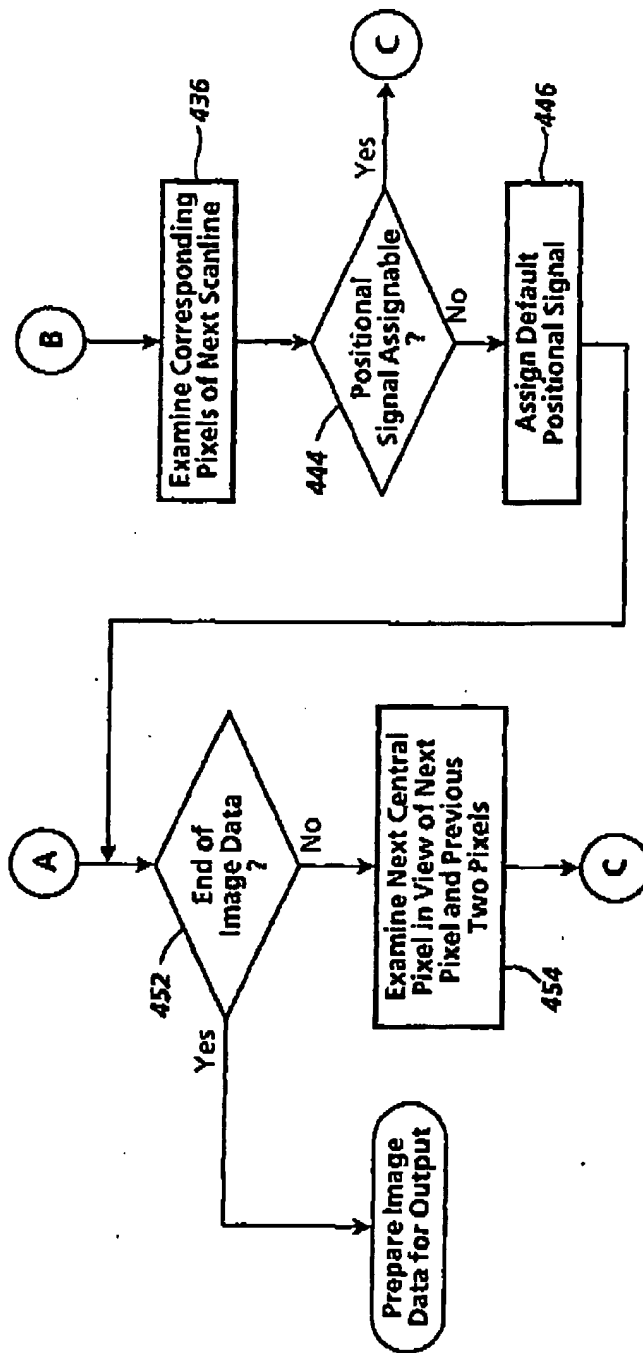 A
452
End of
Image Data
?
Yes
No
Prepare Image
Data for Output
Examine Next Central
Pixel in View of Next
Pixel and Previous
Two Pixels
454
C
B
436
Examine Corresponding
Pixels of Next Scanline
444
Positional
Signal Assignable
?
Yes
C
No
446
Assign Default
Positional Signal